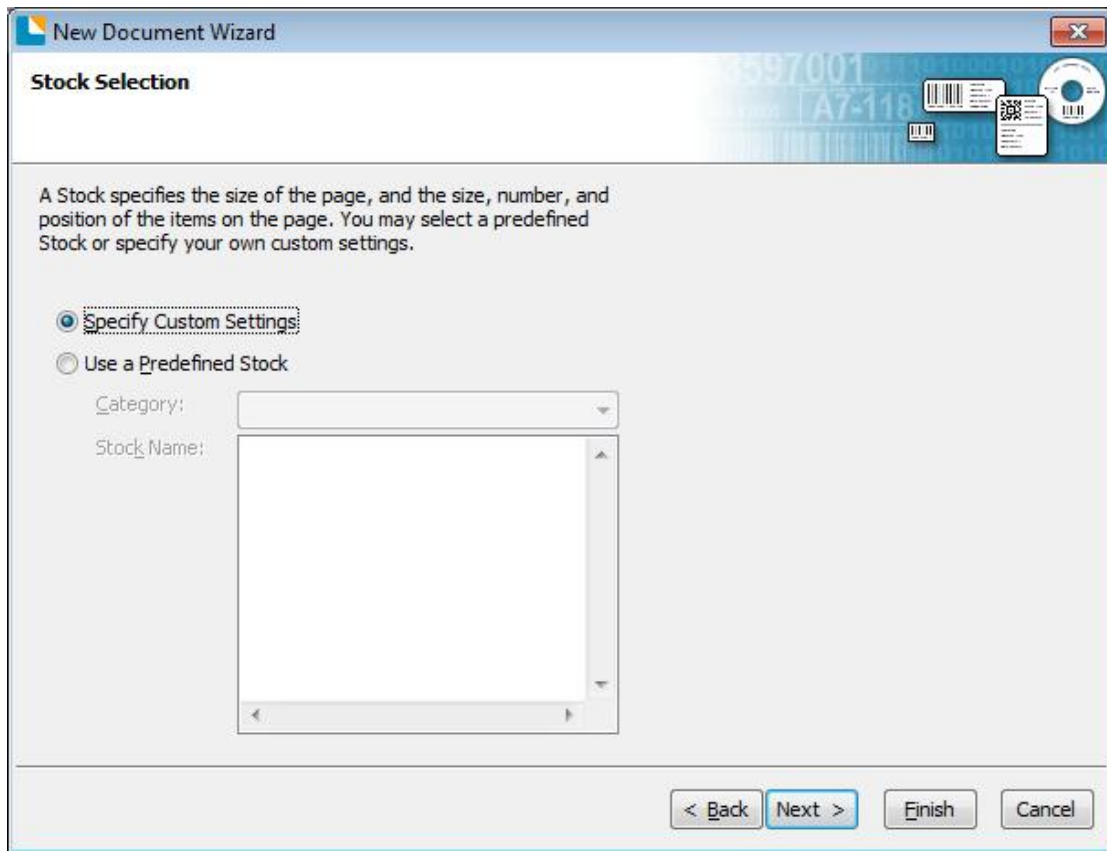 New Document Wizard
Stock Selection
3597001
A7-118
A Stock specifies the size of the page, and the size, number, and
position of the items on the page. You may select a predefined
Stock or specify your own custom settings.
Specify Custom Settings
Use a Predefined Stock
Category:
Stock Name:
< Back Next > Finish Cancel